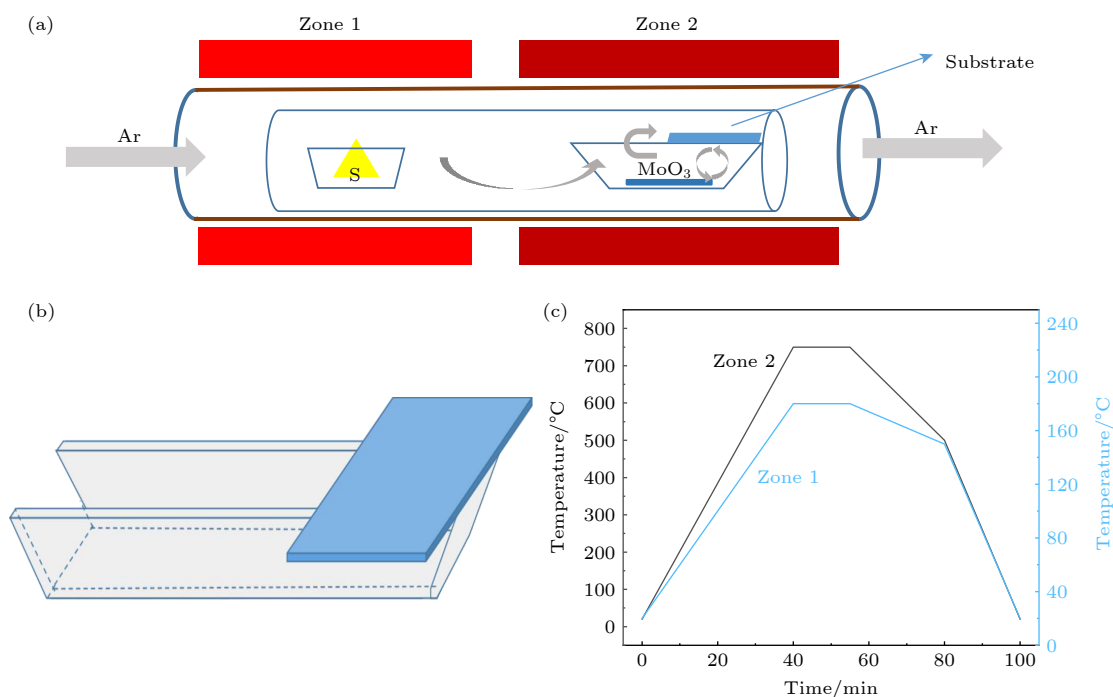 (a)
Zone 1
Zone 2
Substrate
Ar
Ar
S
MoO₃
(b)
(c)
800
700
600
500
400
300
200
100
0
Temperature/°C
Zone 2
Zone 1
240
200
160
120
80
40
0
Temperature/°C
0
20
40
60
80
100
Time/min